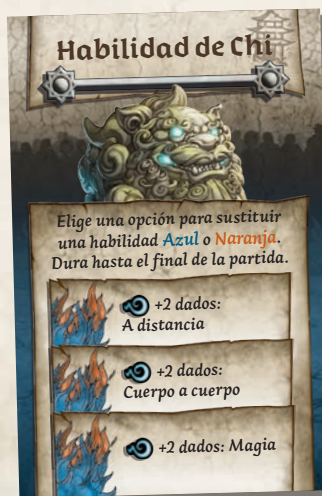 Habilidad de Chi
Elige una opción para sustituir
una habilidad Azul o Naranja.
Dura hasta el final de la partida.
+2 dados:
A distancia
+2 dados:
Cuerpo a cuerpo
+2 dados: Magia